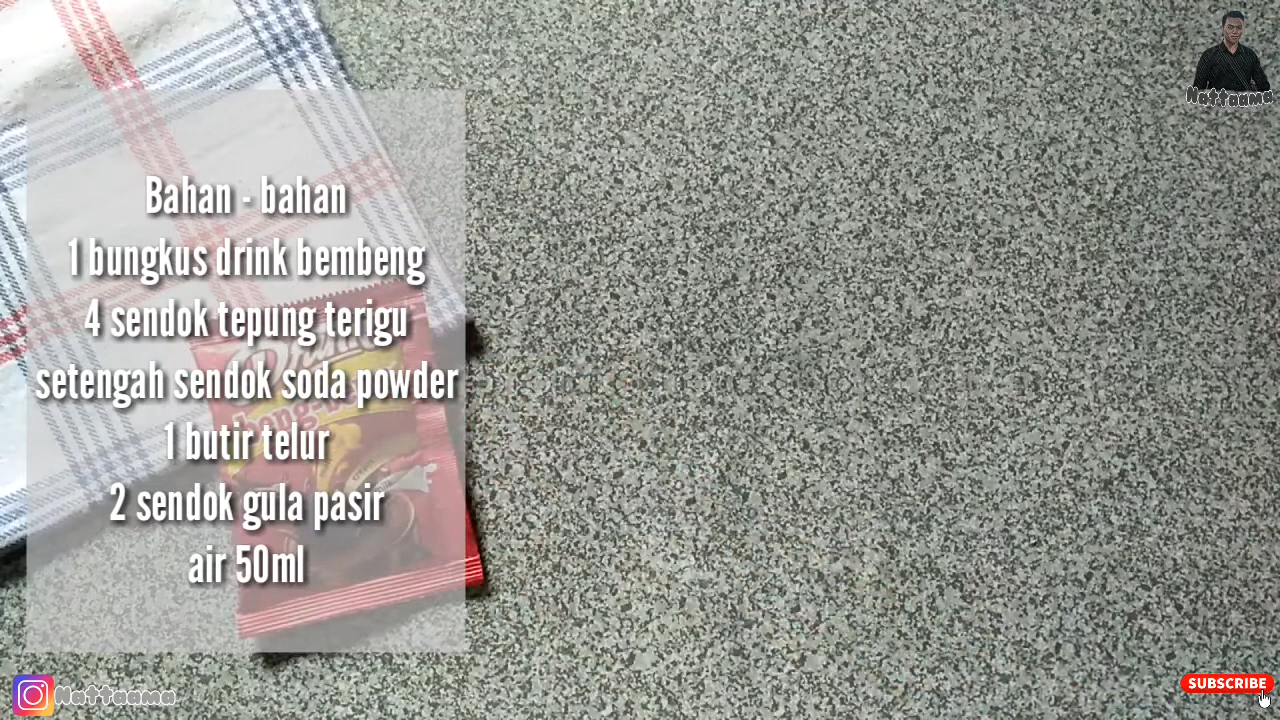 Nattaama
Bahan - bahan
1 bungkus drink bembeng
4 sendok tepung terigu
setengah sendok soda powder
1 butir telur
2 sendok gula pasir
air 50ml
Nattaama
SUBSCRIBE